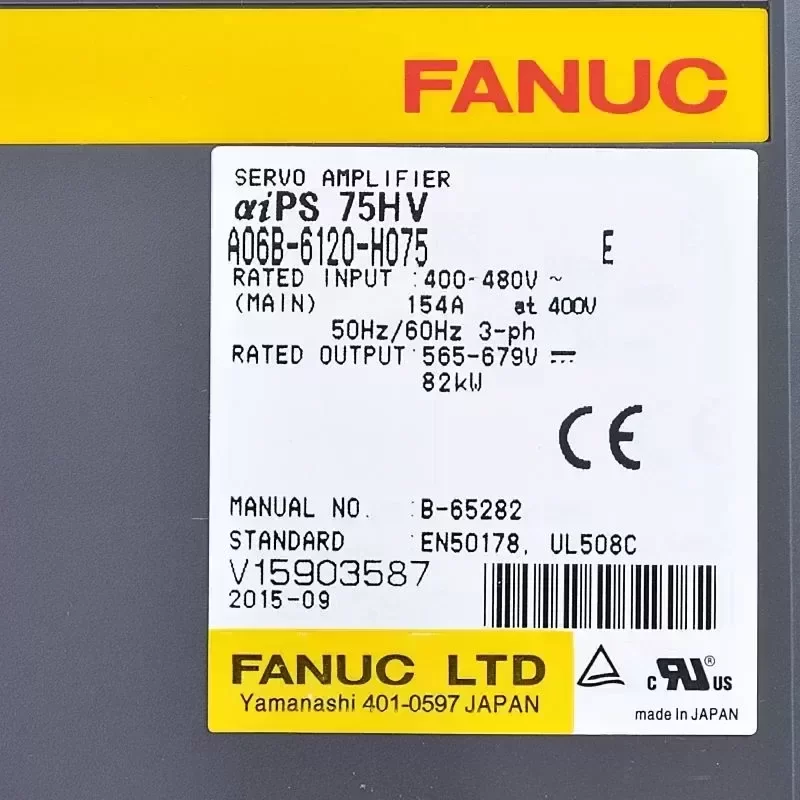 FANUC
SERVO AMPLIFIER
αiPS 75HV
A06B-6120-H075 E
RATED INPUT :400-480V ~
(MAIN) 154A at 400V
50Hz/60Hz 3-ph
RATED OUTPUT:565-679V ⎓
82kW
CE
MANUAL NO. :B-65282
STANDARD :EN50178, UL508C
V15903587
2015-09
FANUC LTD
Yamanashi 401-0597 JAPAN
c RU ® US
made in JAPAN